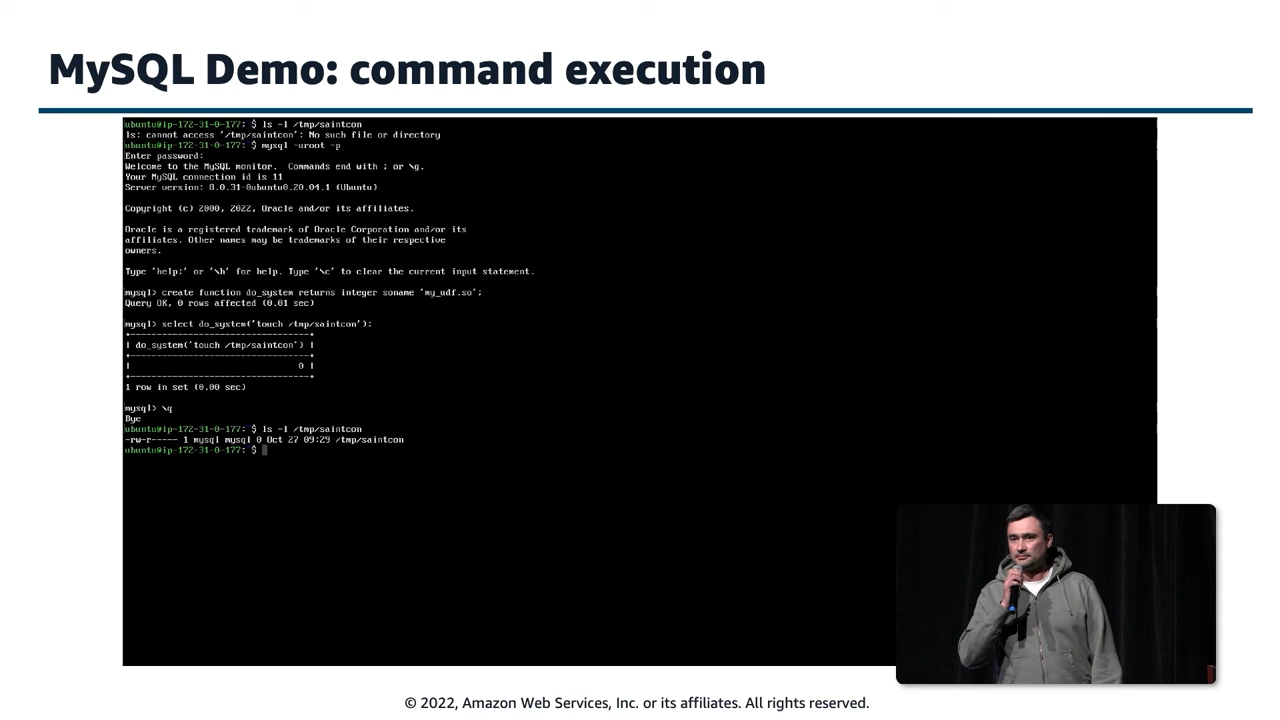 MySQL Demo: command execution
ubuntu@ip-172-31-0-177:~$ ls -l /tmp/saintcon
ls: cannot access '/tmp/saintcon': No such file or directory
ubuntu@ip-172-31-0-177:~$ mysql -uroot -p
Enter password:
Welcome to the MySQL monitor.  Commands end with ; or \g.
Your MySQL connection id is 11
Server version: 8.0.31-0ubuntu0.20.04.1 (Ubuntu)
Copyright (c) 2000, 2022, Oracle and/or its affiliates.
Oracle is a registered trademark of Oracle Corporation and/or its
affiliates. Other names may be trademarks of their respective
owners.
Type 'help;' or '\h' for help. Type '\c' to clear the current input statement.
mysql> create function do_system returns integer soname 'my_udf.so';
Query OK, 0 rows affected (0.01 sec)
mysql> select do_system('touch /tmp/saintcon');
+---------------------------------+
| do_system('touch /tmp/saintcon') |
+---------------------------------+
| 0 |
+---------------------------------+
1 row in set (0.00 sec)
mysql> \q
Bye
ubuntu@ip-172-31-0-177:~$ ls -l /tmp/saintcon
-rw-r----- 1 mysql mysql 0 Oct 27 09:29 /tmp/saintcon
ubuntu@ip-172-31-0-177:~$
© 2022, Amazon Web Services, Inc. or its affiliates. All rights reserved.